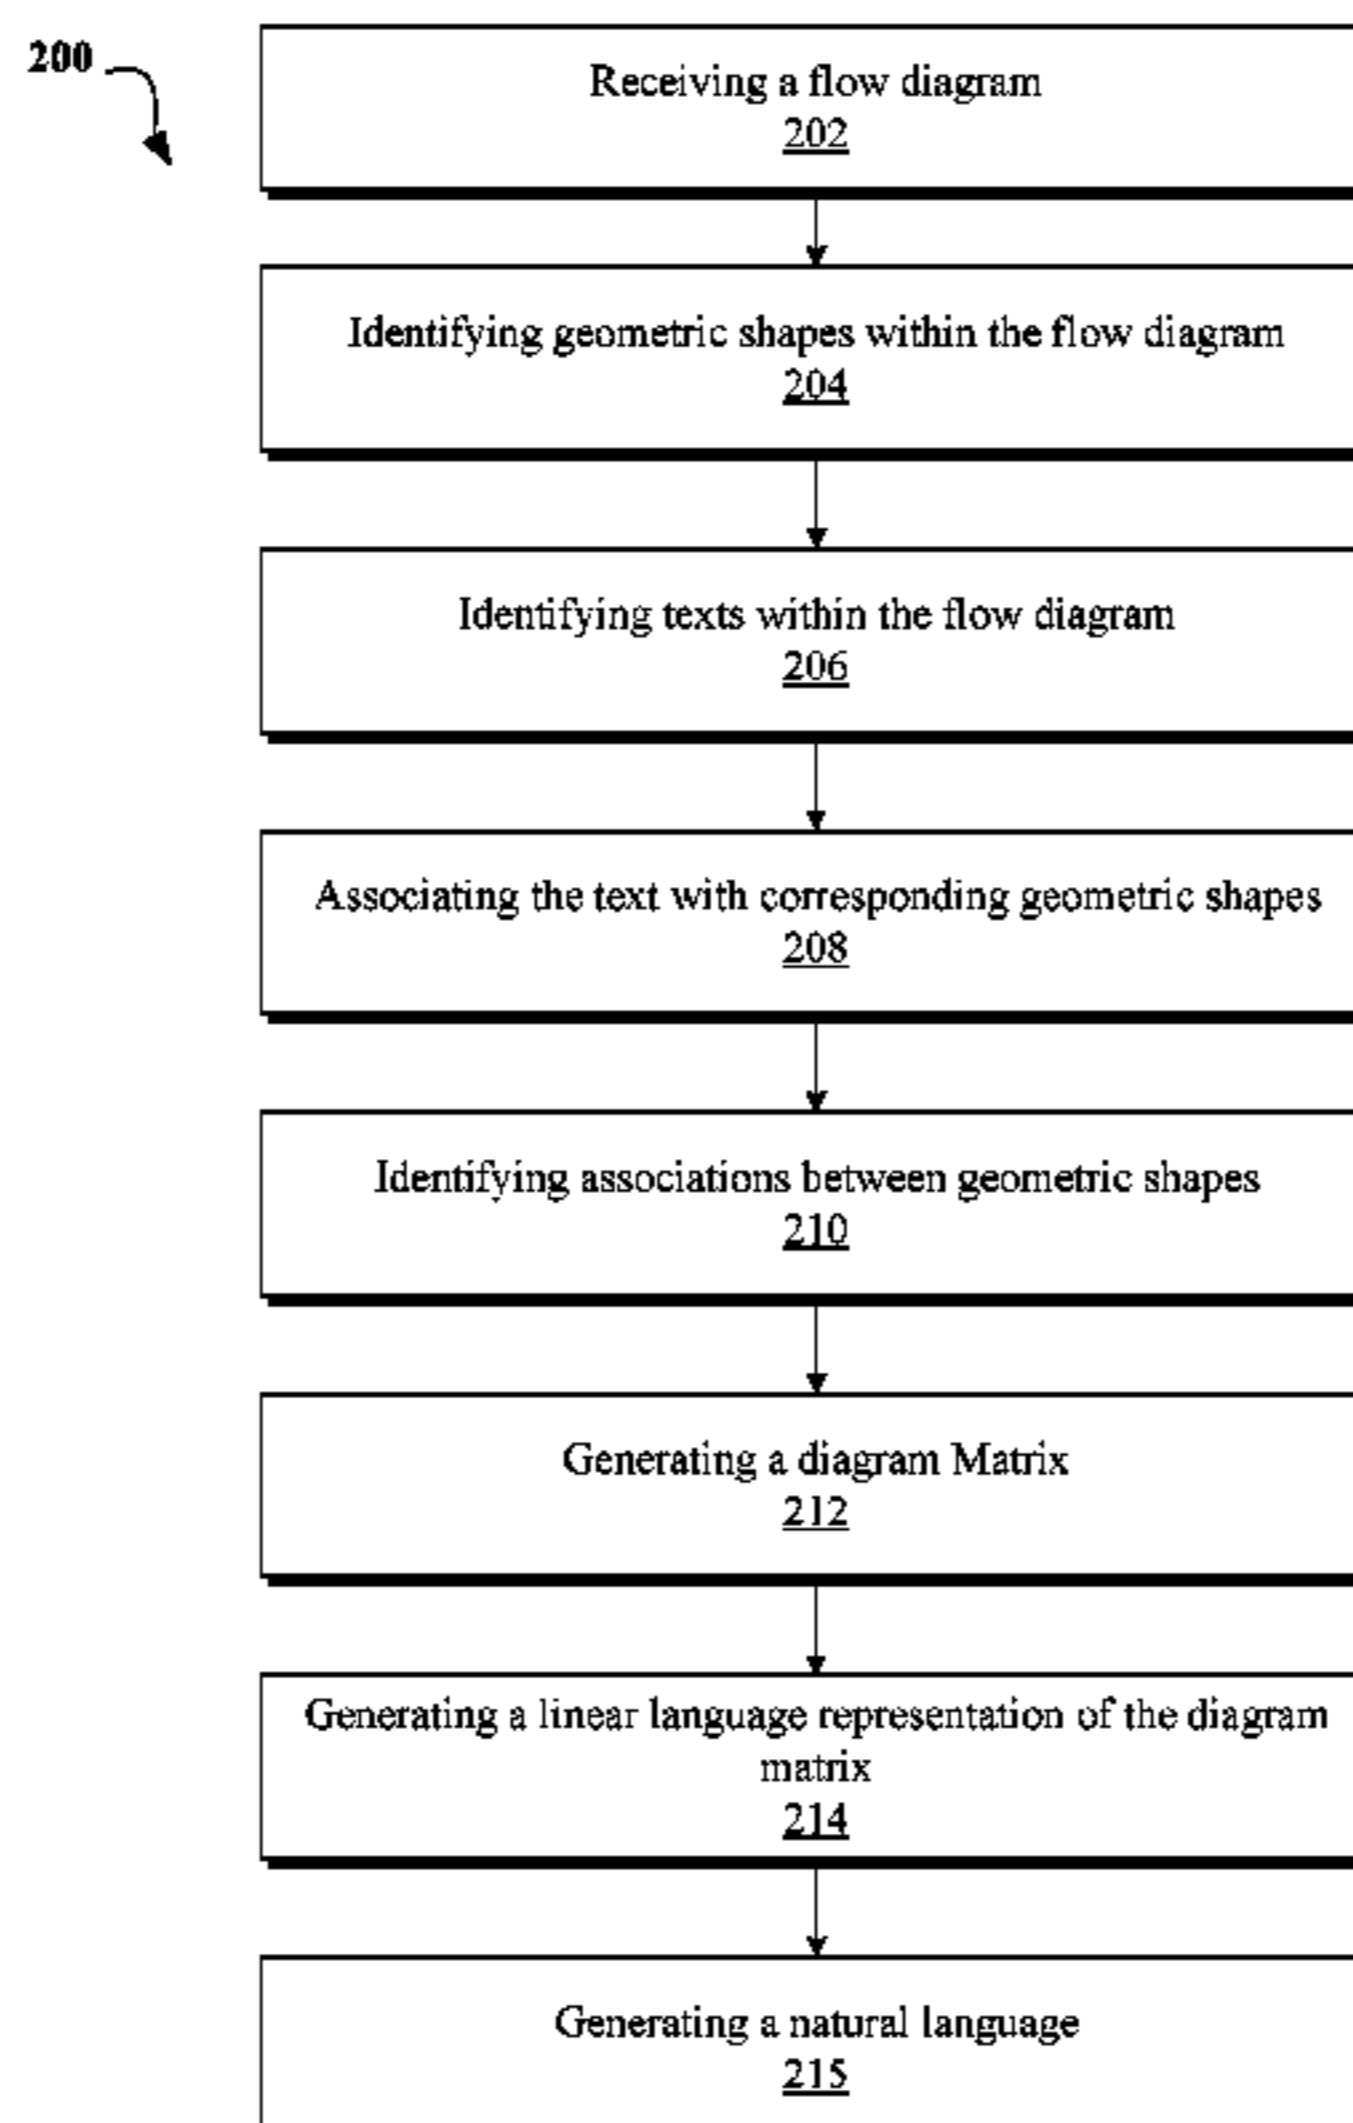 200
Receiving a flow diagram
202
Identifying geometric shapes within the flow diagram
204
Identifying texts within the flow diagram
206
Associating the text with corresponding geometric shapes
208
Identifying associations between geometric shapes
210
Generating a diagram Matrix
212
Generating a linear language representation of the diagram
matrix
214
Generating a natural language
215